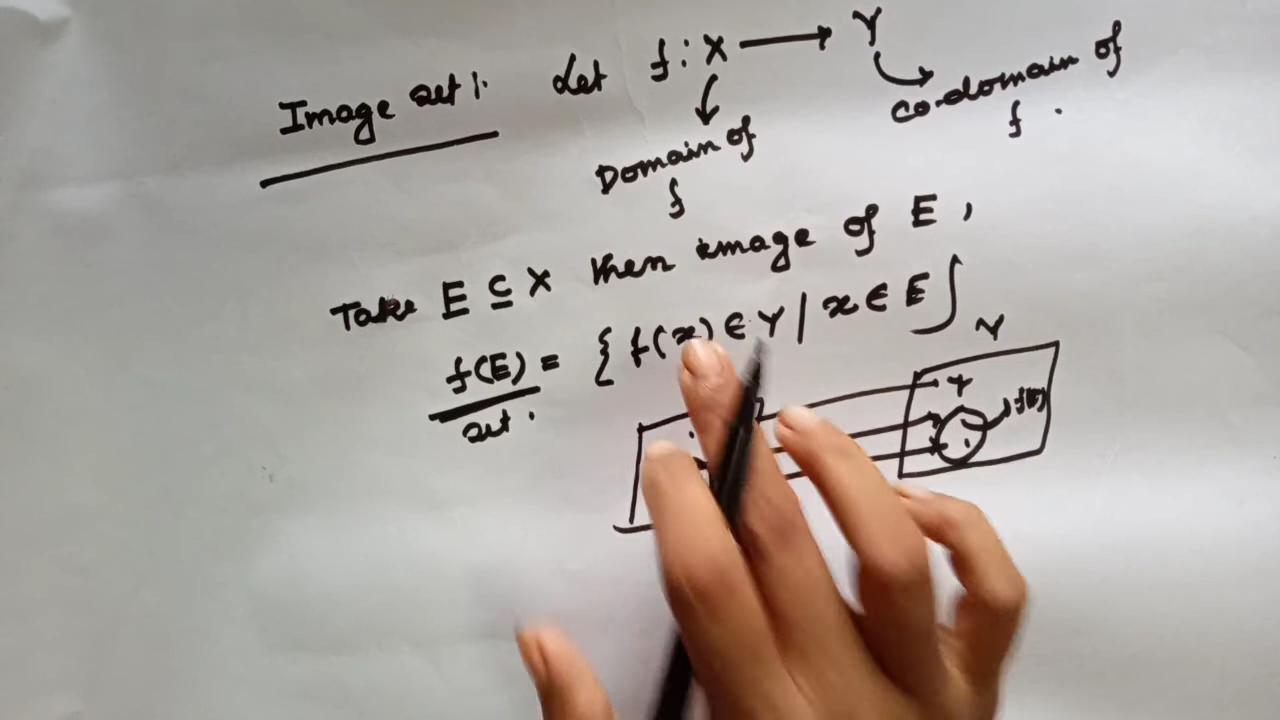 Image set :. Let f : X ⟶ Y
Domain of f
co-domain of f .
Take E ⊆ X then image of E ,
f(E) = { f(x) ∈ Y / x ∈ E }
set .
Y
f(E)